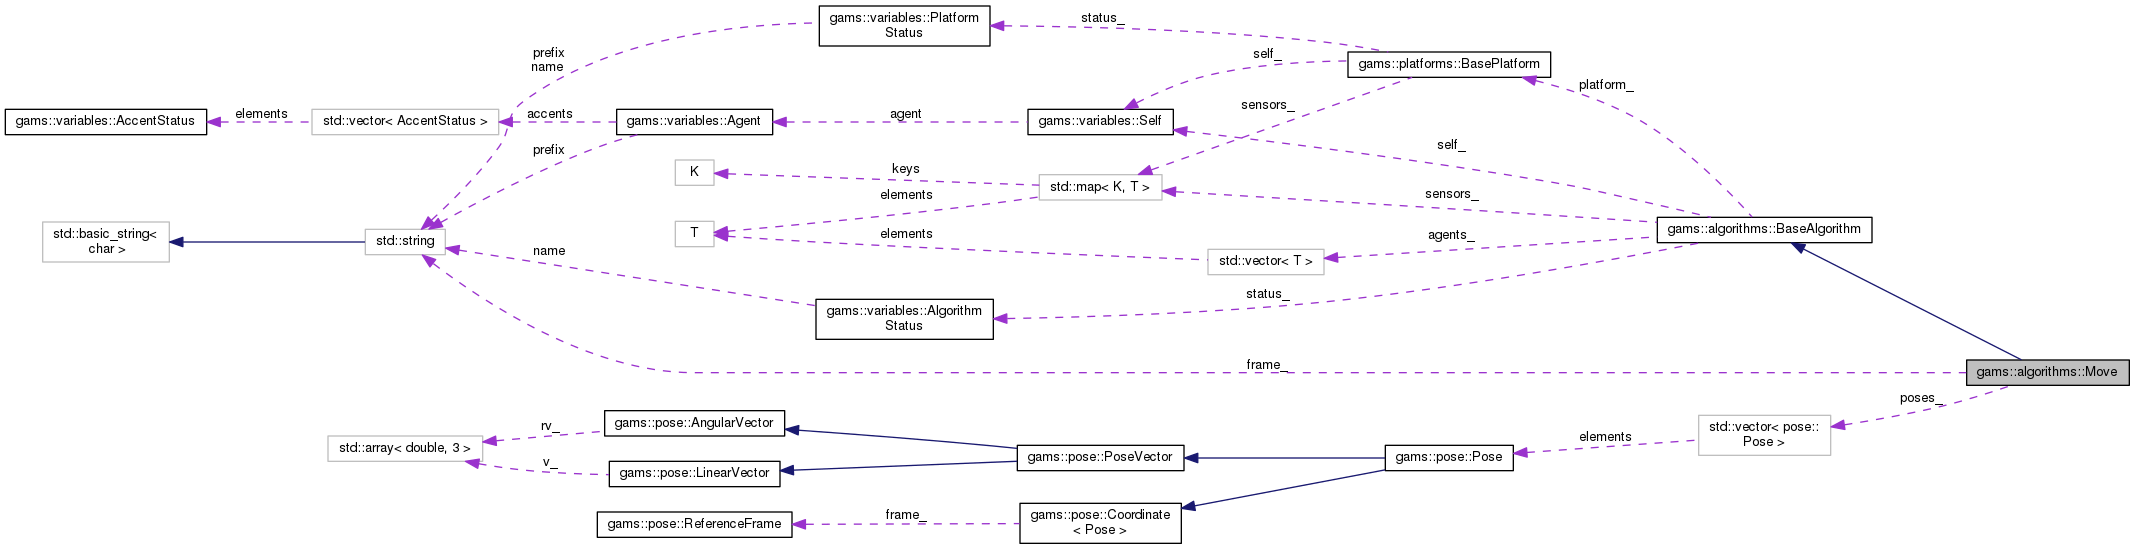 gams::variables::Platform
Status
status_
prefix
name
self_
gams::platforms::BasePlatform
platform_
sensors_
gams::variables::AccentStatus
elements
std::vector< AccentStatus >
accents
gams::variables::Agent
agent
gams::variables::Self
prefix
self_
K
keys
std::map< K, T >
elements
sensors_
std::basic_string<
char >
std::string
T
elements
agents_
gams::algorithms::BaseAlgorithm
name
std::vector< T >
status_
gams::variables::Algorithm
Status
frame_
gams::algorithms::Move
poses_
gams::pose::AngularVector
rv_
std::array< double, 3 >
v_
gams::pose::LinearVector
gams::pose::PoseVector
gams::pose::Pose
elements
std::vector< pose::
Pose >
gams::pose::ReferenceFrame
frame_
gams::pose::Coordinate
< Pose >